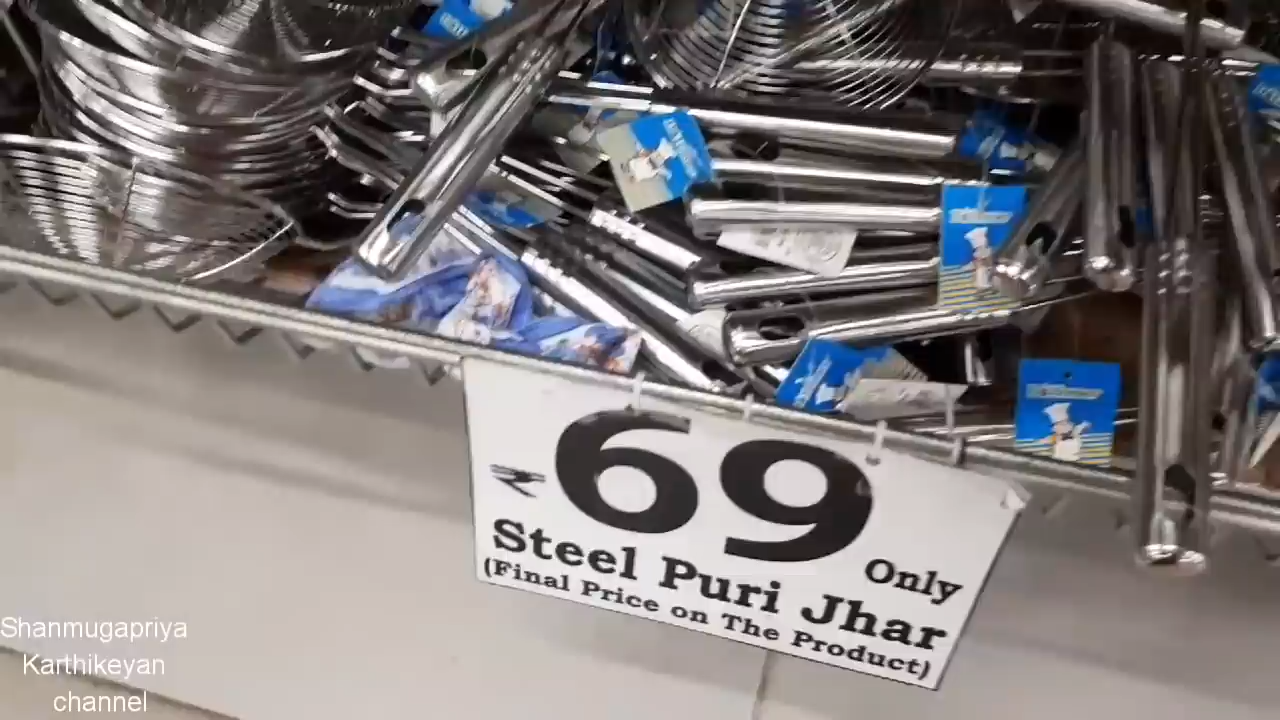 ₹ 69 Only
Steel Puri Jhar
(Final Price on The Product)
Shanmugapriya
Karthikeyan
channel